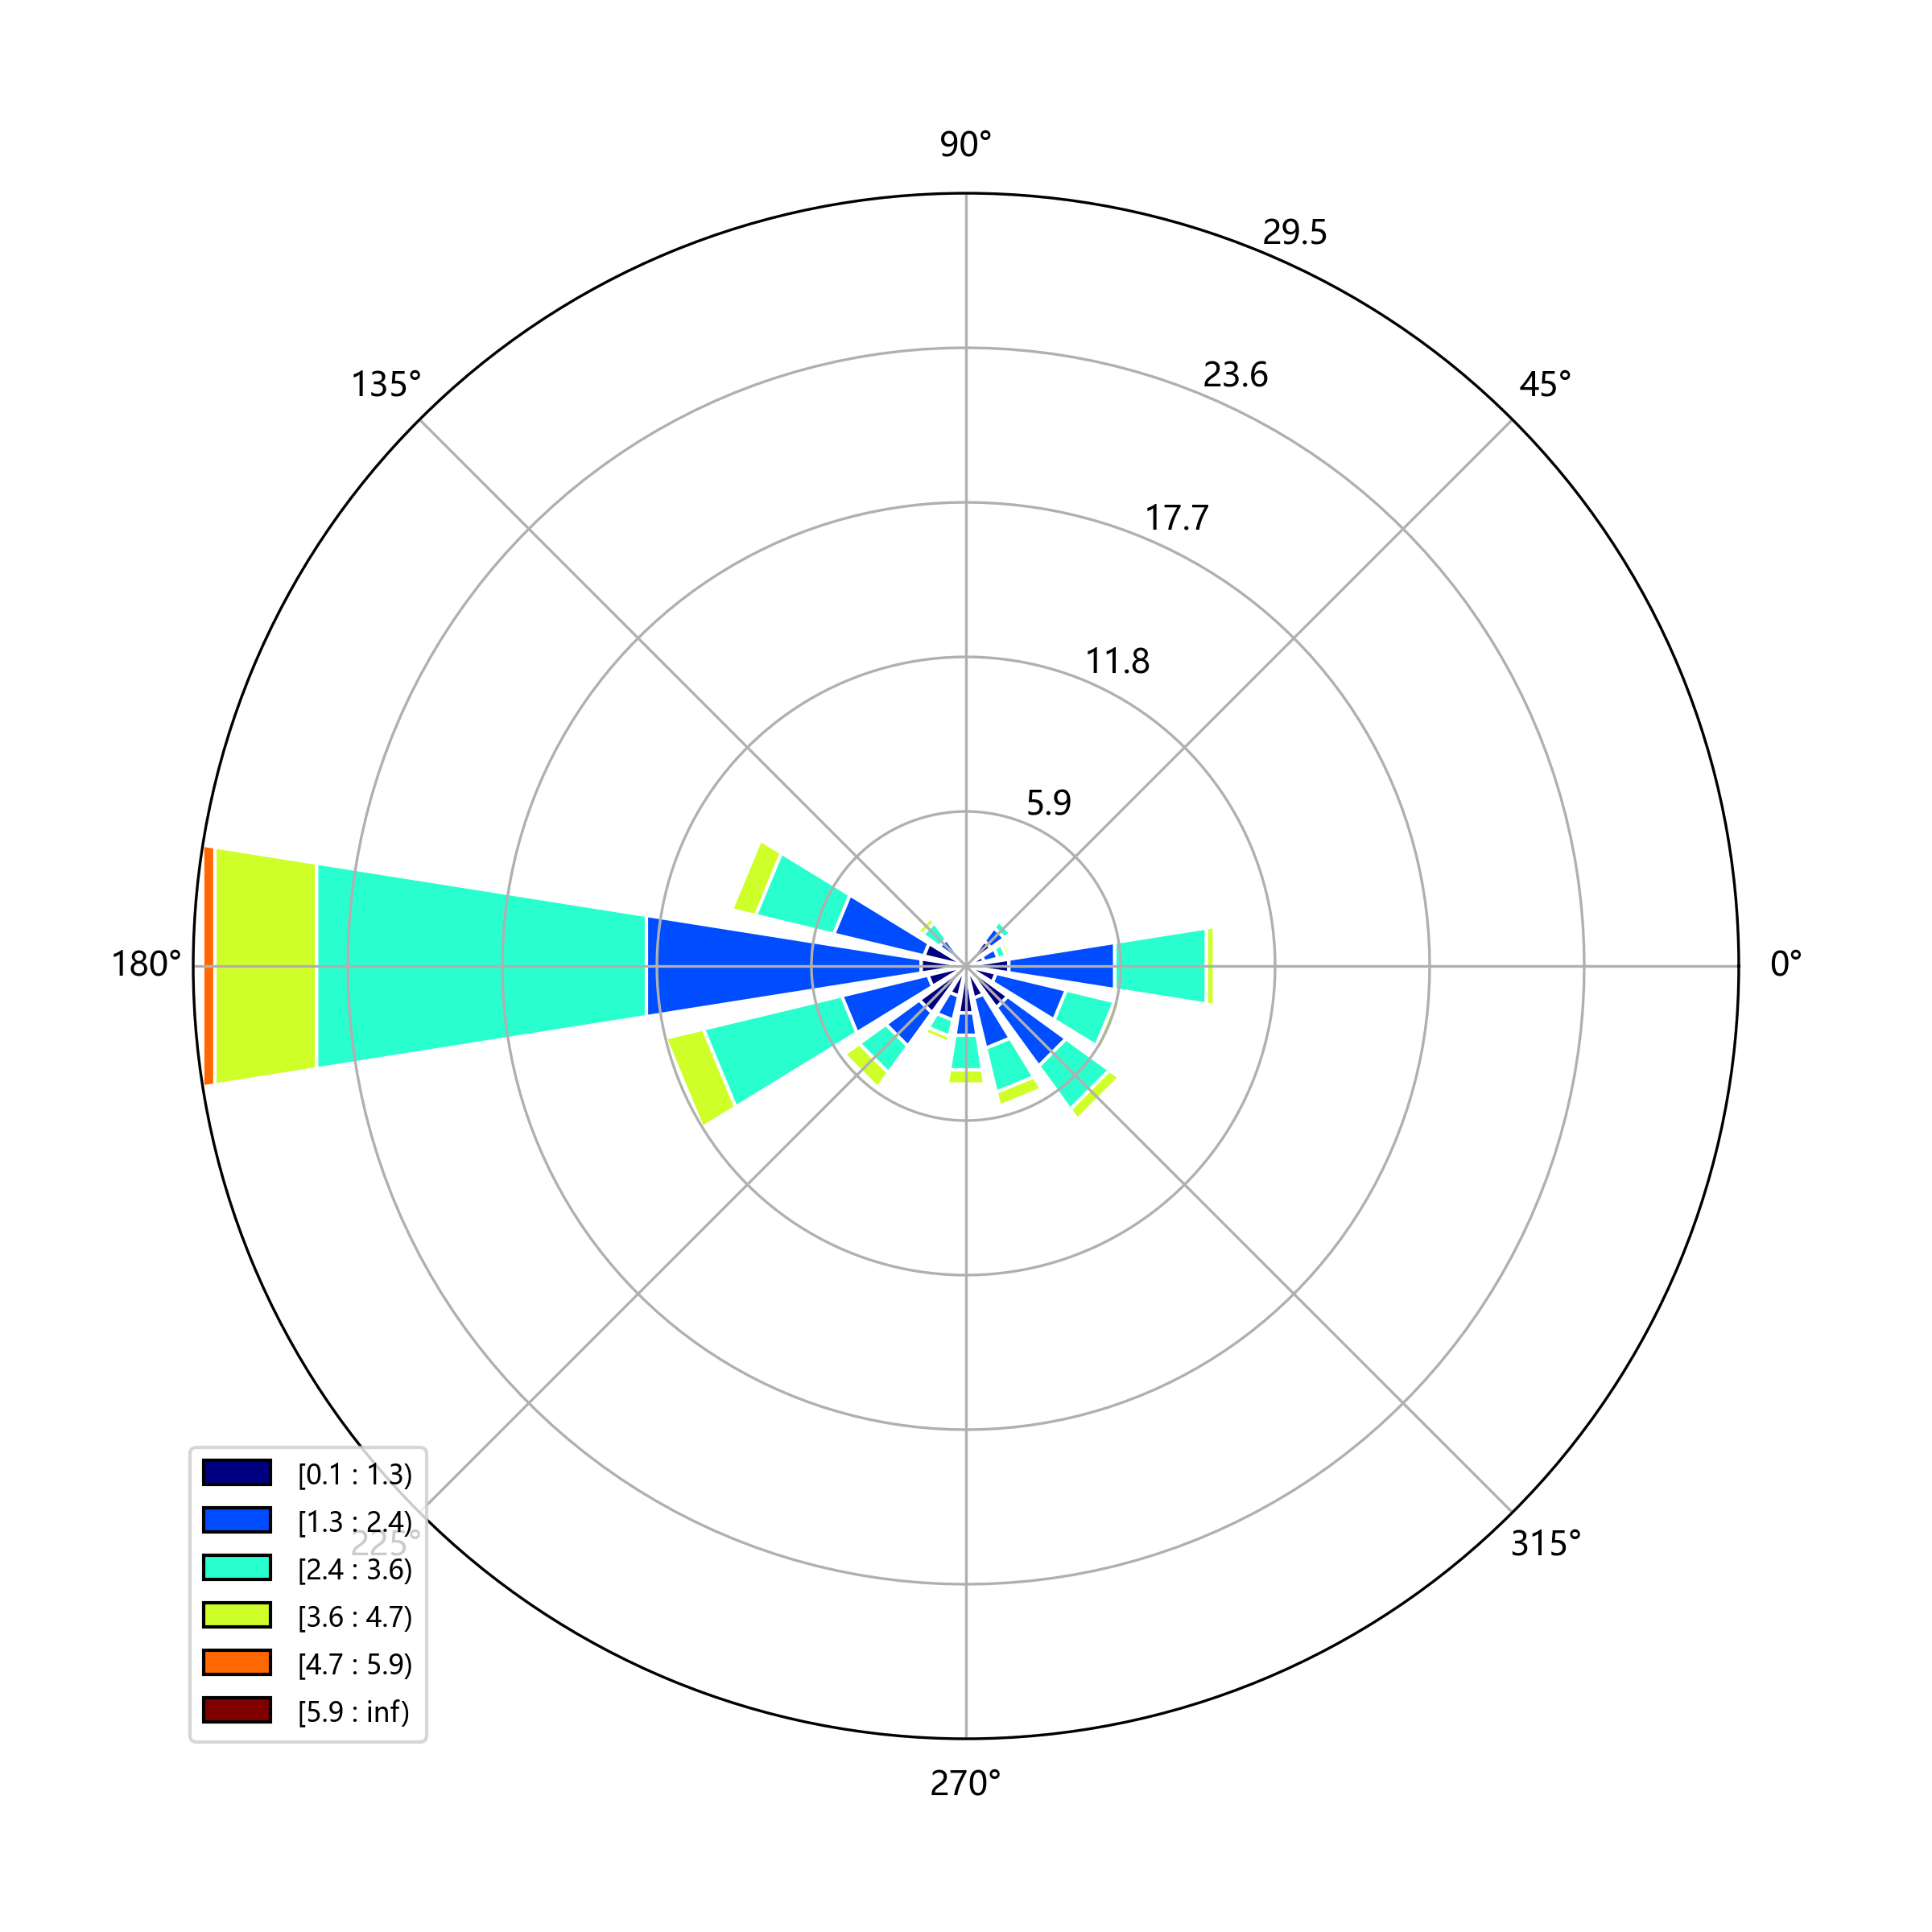 90°
29.5
135°
23.6
45°
17.7
11.8
5.9
180°
0°
[0.1 : 1.3)
[1.3 : 2.4)
225°
315°
[2.4 : 3.6)
[3.6 : 4.7)
[4.7 : 5.9)
[5.9 : inf)
270°